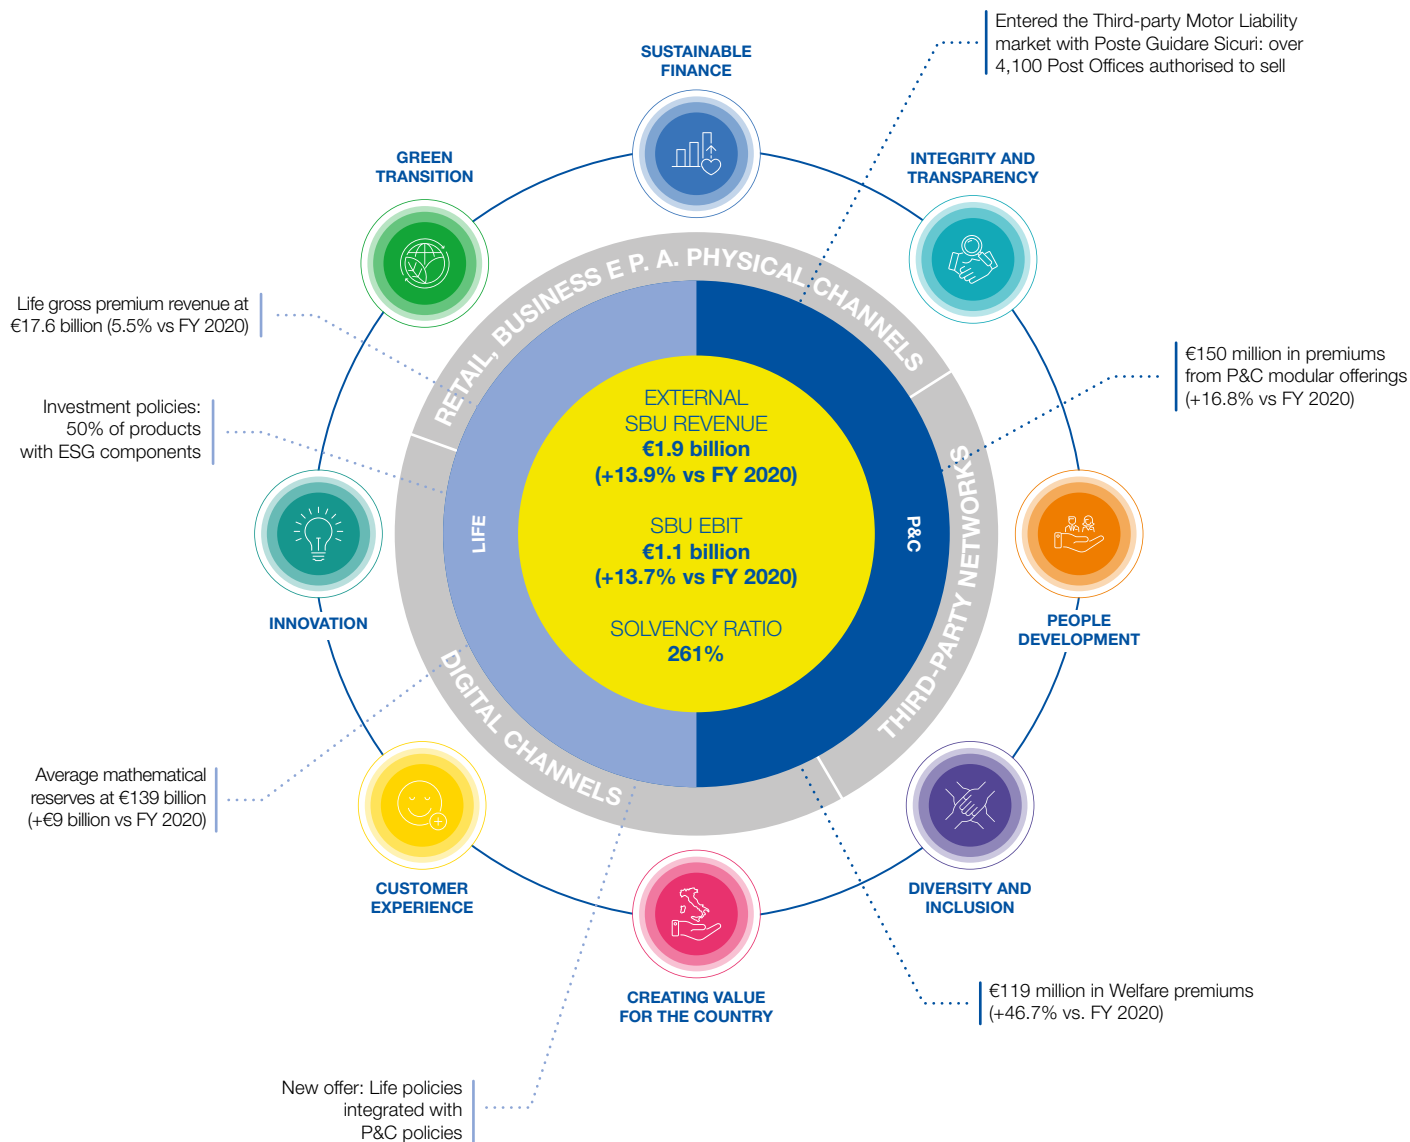 Entered the Third-party Motor Liability
market with Poste Guidare Sicuri: over
4,100 Post Offices authorised to sell
SUSTAINABLE
FINANCE
GREEN
TRANSITION
INTEGRITY AND
TRANSPARENCY
RETAIL, BUSINESS E P. A. PHYSICAL CHANNELS
Life gross premium revenue at
€17.6 billion (5.5% vs FY 2020)
€150 million in premiums
from P&C modular offerings
(+16.8% vs FY 2020)
Investment policies:
50% of products
with ESG components
EXTERNAL
SBU REVENUE
€1.9 billion
(+13.9% vs FY 2020)
SBU EBIT
€1.1 billion
(+13.7% vs FY 2020)
SOLVENCY RATIO
261%
LIFE
P&C
THIRD-PARTY NETWORKS
DIGITAL CHANNELS
INNOVATION
PEOPLE
DEVELOPMENT
Average mathematical
reserves at €139 billion
(+€9 billion vs FY 2020)
CUSTOMER
EXPERIENCE
DIVERSITY AND
INCLUSION
CREATING VALUE
FOR THE COUNTRY
€119 million in Welfare premiums
(+46.7% vs. FY 2020)
New offer: Life policies
integrated with
P&C policies